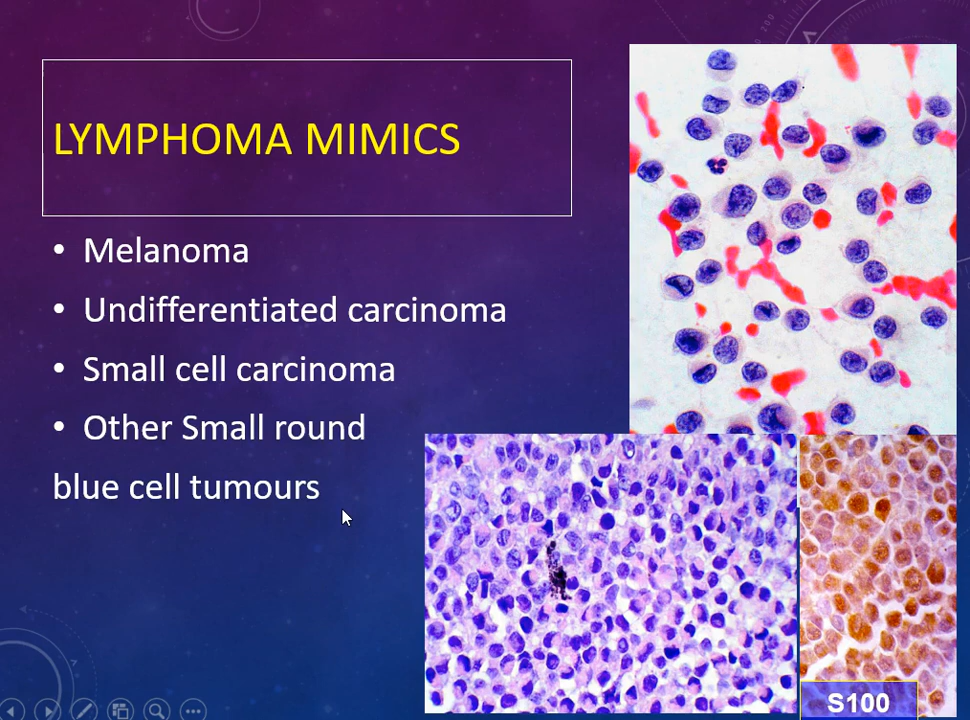 LYMPHOMA MIMICS
• Melanoma
• Undifferentiated carcinoma
• Small cell carcinoma
• Other Small round
blue cell tumours
S100